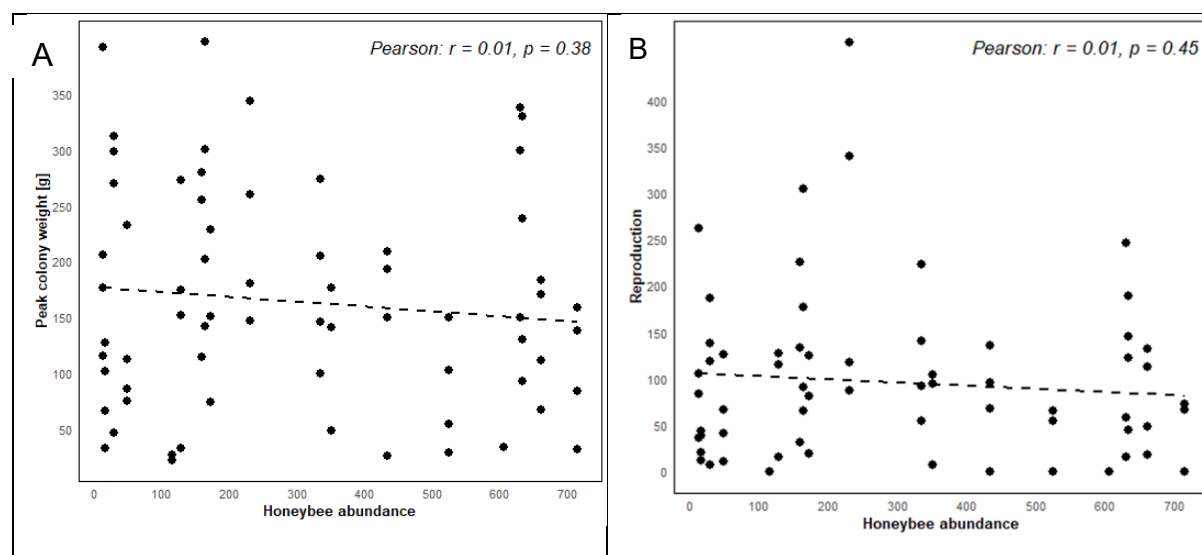 A
Pearson: r = 0.01, p = 0.38
350
300
250
200
150
100
50
Peak colony weight [g]
0 100 200 300 400 500 600 700
Honeybee abundance
B
Pearson: r = 0.01, p = 0.45
400
350
300
250
200
150
100
50
0
Reproduction
0 100 200 300 400 500 600 700
Honeybee abundance